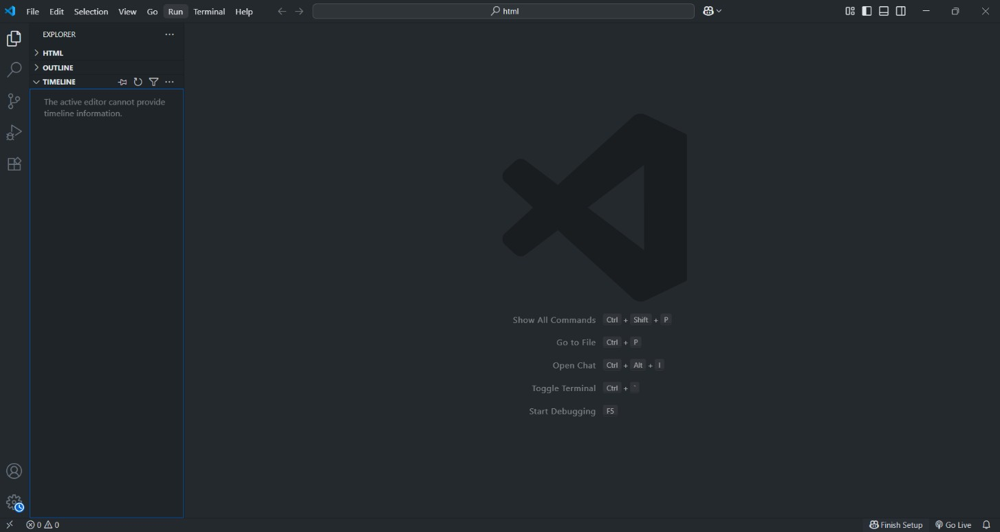 File Edit Selection View Go Run Terminal Help html
EXPLORER
HTML
OUTLINE
TIMELINE
The active editor cannot provide
timeline information.
Show All Commands Ctrl + Shift + P
Go to File Ctrl + P
Open Chat Ctrl + Alt + I
Toggle Terminal Ctrl + `
Start Debugging F5
0 0 Finish Setup Go Live